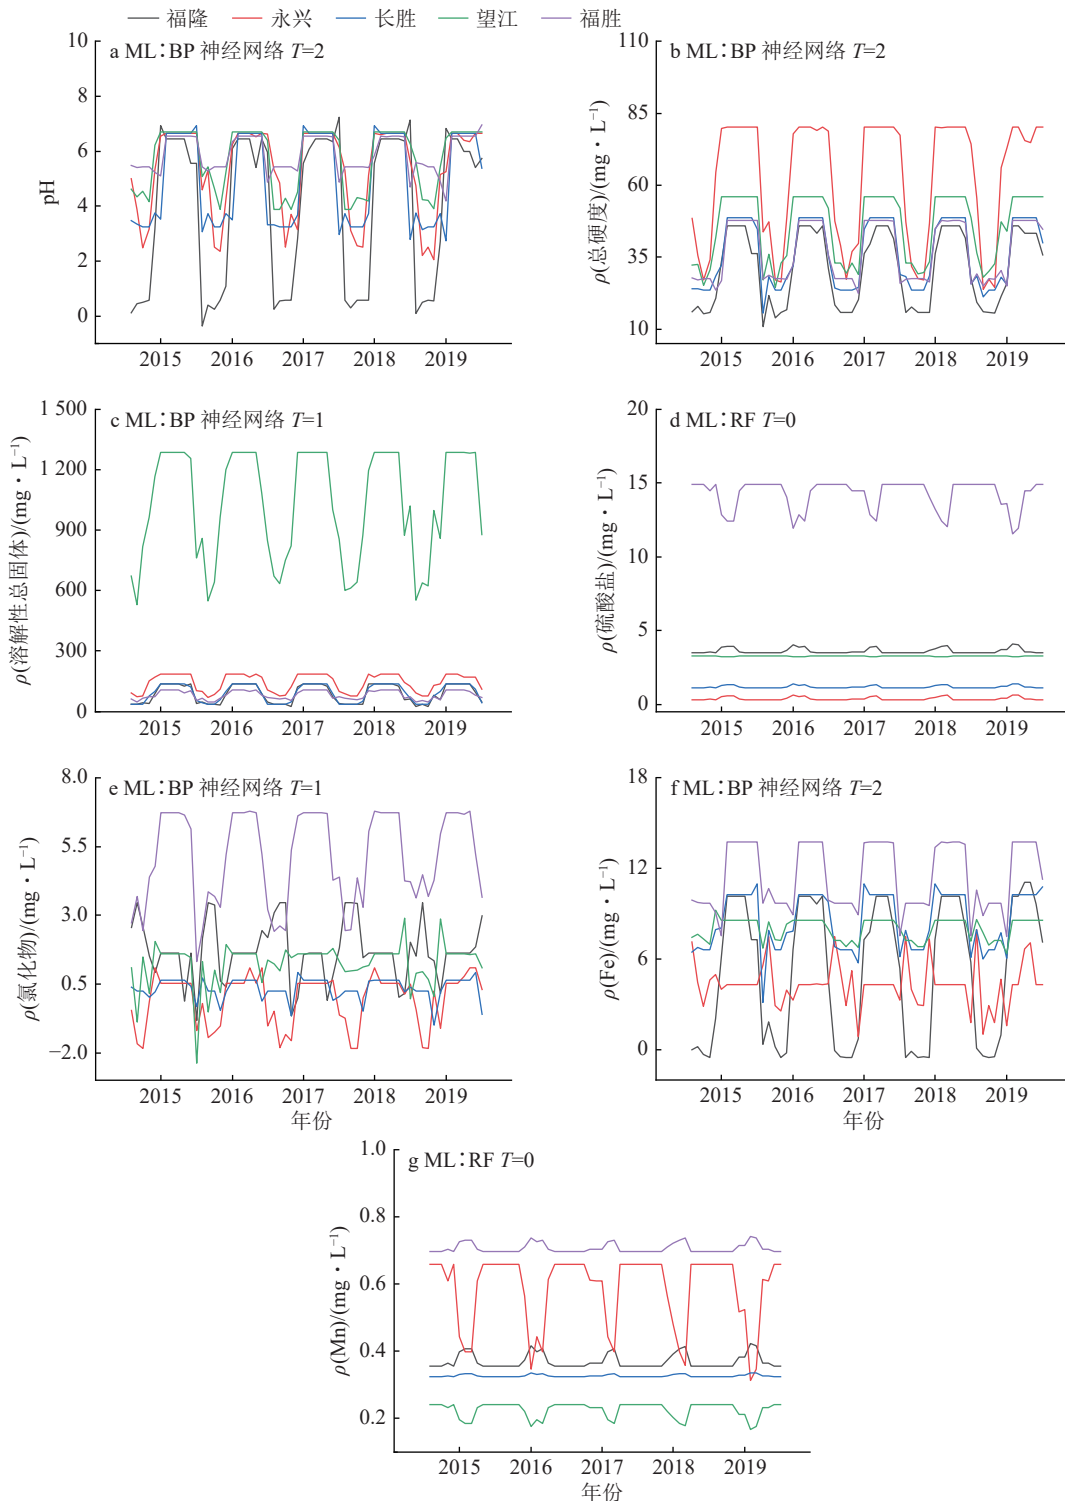 福隆 永兴 长胜 望江 福胜
a ML：BP 神经网络 T=2
10
8
6
4
2
0
pH
2015 2016 2017 2018 2019
b ML：BP 神经网络 T=2
110
85
60
35
10
ρ(总硬度)/(mg·L⁻¹)
2015 2016 2017 2018 2019
c ML：BP 神经网络 T=1
1 500
1 200
900
600
300
0
ρ(溶解性总固体)/(mg·L⁻¹)
2015 2016 2017 2018 2019
d ML：RF T=0
20
15
10
5
0
ρ(硫酸盐)/(mg·L⁻¹)
2015 2016 2017 2018 2019
e ML：BP 神经网络 T=1
8.0
5.5
3.0
0.5
−2.0
ρ(氯化物)/(mg·L⁻¹)
2015 2016 2017 2018 2019
年份
f ML：BP 神经网络 T=2
18
12
6
0
ρ(Fe)/(mg·L⁻¹)
2015 2016 2017 2018 2019
年份
g ML：RF T=0
1.0
0.8
0.6
0.4
0.2
ρ(Mn)/(mg·L⁻¹)
2015 2016 2017 2018 2019
年份